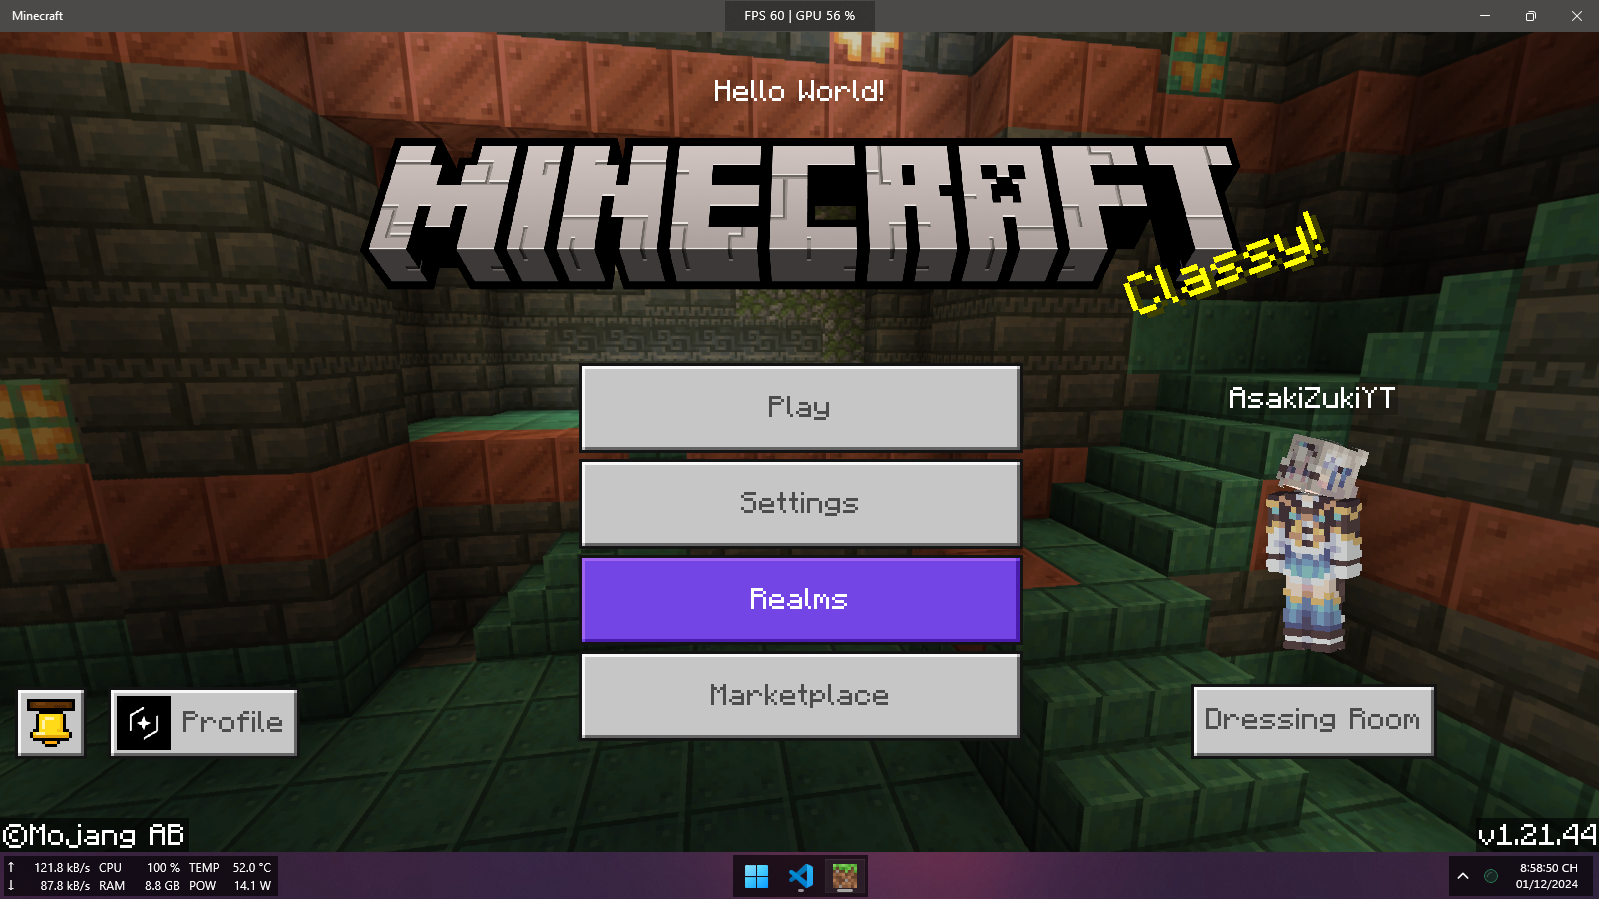 Minecraft
FPS 60 | GPU 56 %
Hello World!
MINECRAFT
Classy!
Play
AsakiZukiYT
Settings
Realms
Marketplace
Profile
Dressing Room
©Mojang AB
v1.21.44
↑ 121.8 kB/s CPU 100 % TEMP 52.0 °C
↓ 87.8 kB/s RAM 8.8 GB POW 14.1 W
8:58:50 CH
01/12/2024